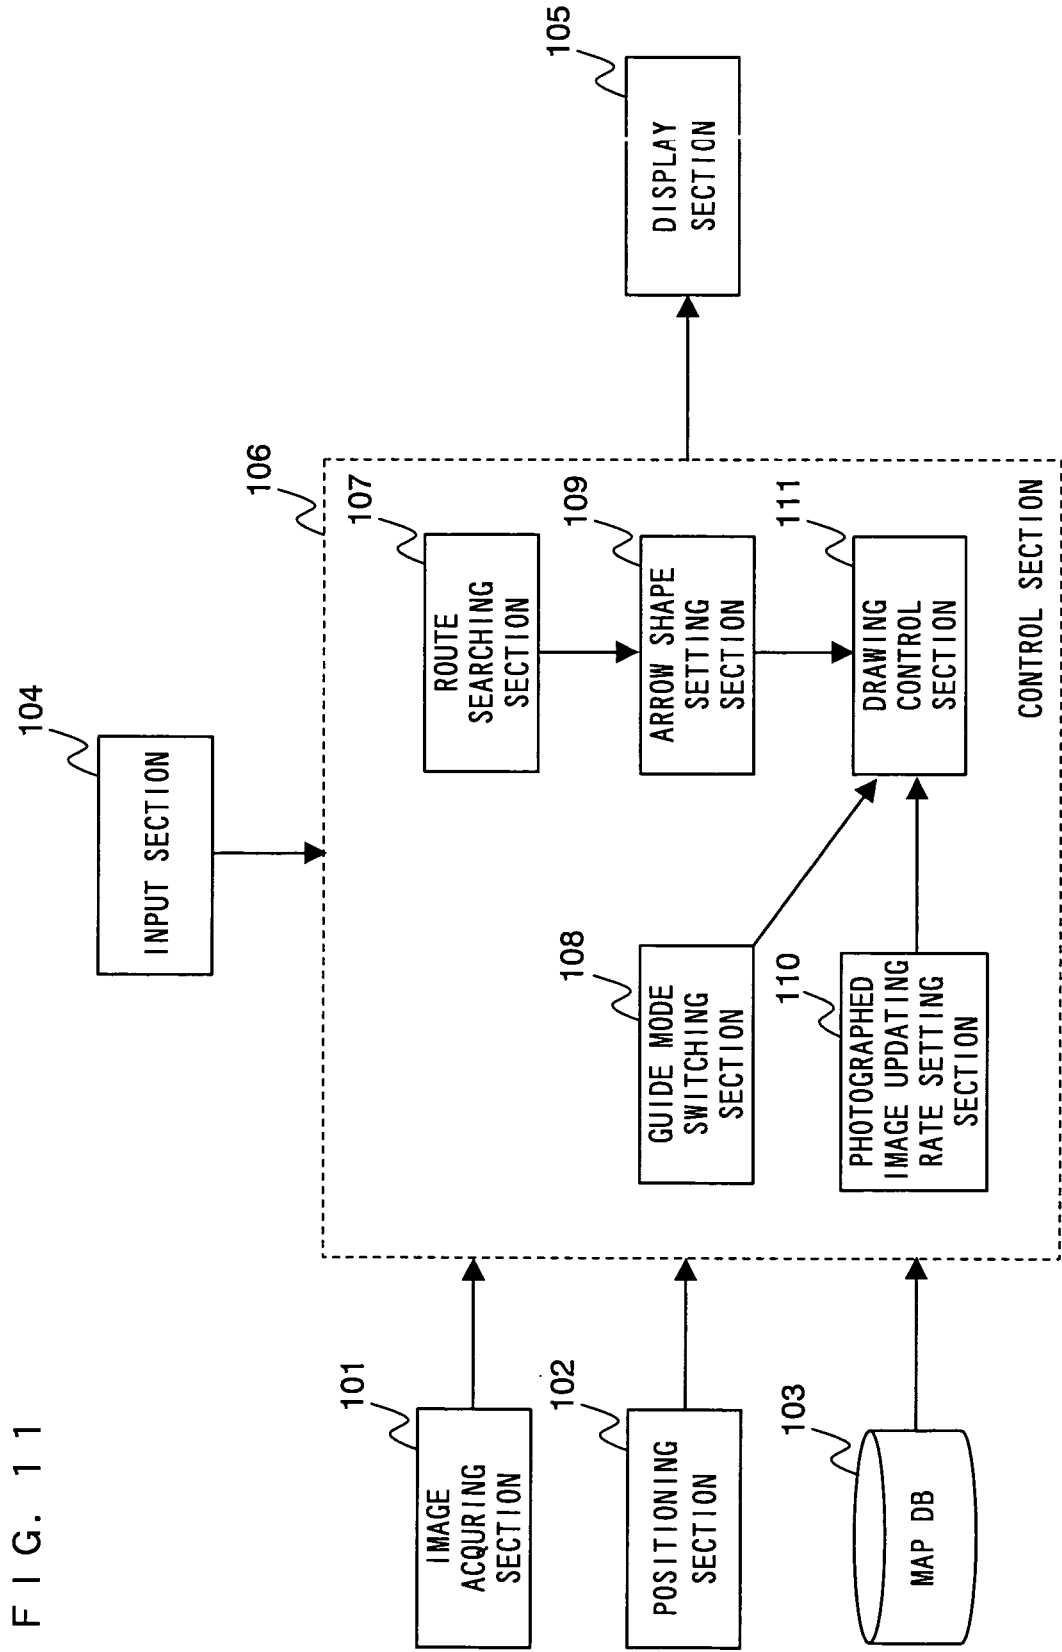 FIG. 11
104
INPUT SECTION
106
101
IMAGE
ACQURING
SECTION
102
POSITIONING
SECTION
103
MAP DB
107
ROUTE
SEARCHING
SECTION
108
GUIDE MODE
SWITCHING
SECTION
109
ARROW SHAPE
SETTING
SECTION
110
PHOTOGRAPHED
IMAGE UPDATING
RATE SETTING
SECTION
111
DRAWING
CONTROL
SECTION
CONTROL SECTION
105
DISPLAY
SECTION